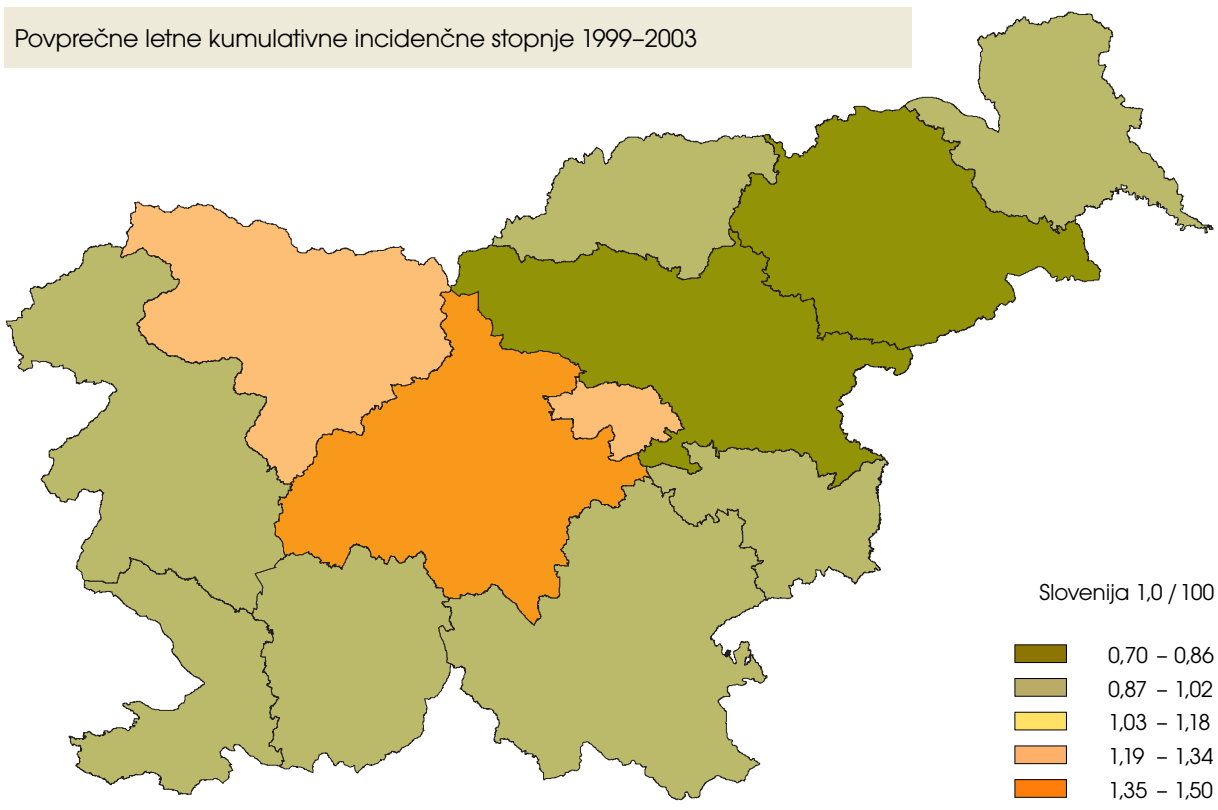 Povprečne letne kumulativne incidenčne stopnje 1999–2003
Slovenija 1,0 / 100
0,70 – 0,86
0,87 – 1,02
1,03 – 1,18
1,19 – 1,34
1,35 – 1,50